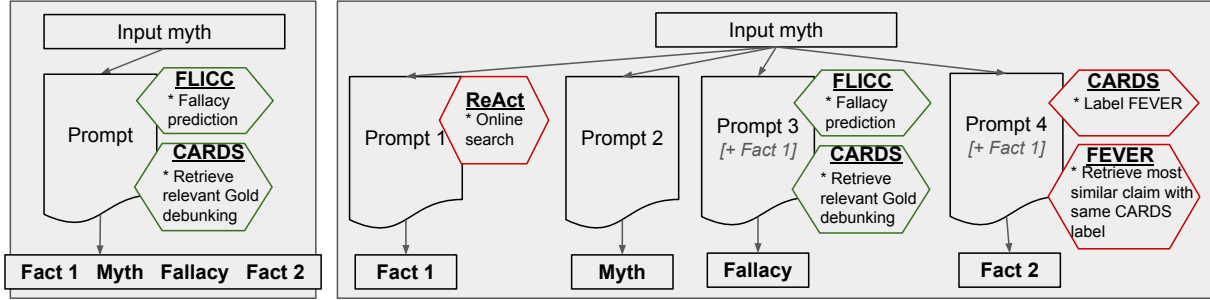 Input myth
Prompt
FLICC
* Fallacy
prediction
CARDS
* Retrieve
relevant Gold
debunking
Fact 1 Myth Fallacy Fact 2
Input myth
Prompt 1
ReAct
* Online
search
Fact 1
Prompt 2
Myth
Prompt 3
[+ Fact 1]
FLICC
* Fallacy
prediction
CARDS
* Retrieve
relevant Gold
debunking
Fallacy
Prompt 4
[+ Fact 1]
CARDS
* Label FEVER
FEVER
* Retrieve most
similar claim with
same CARDS
label
Fact 2